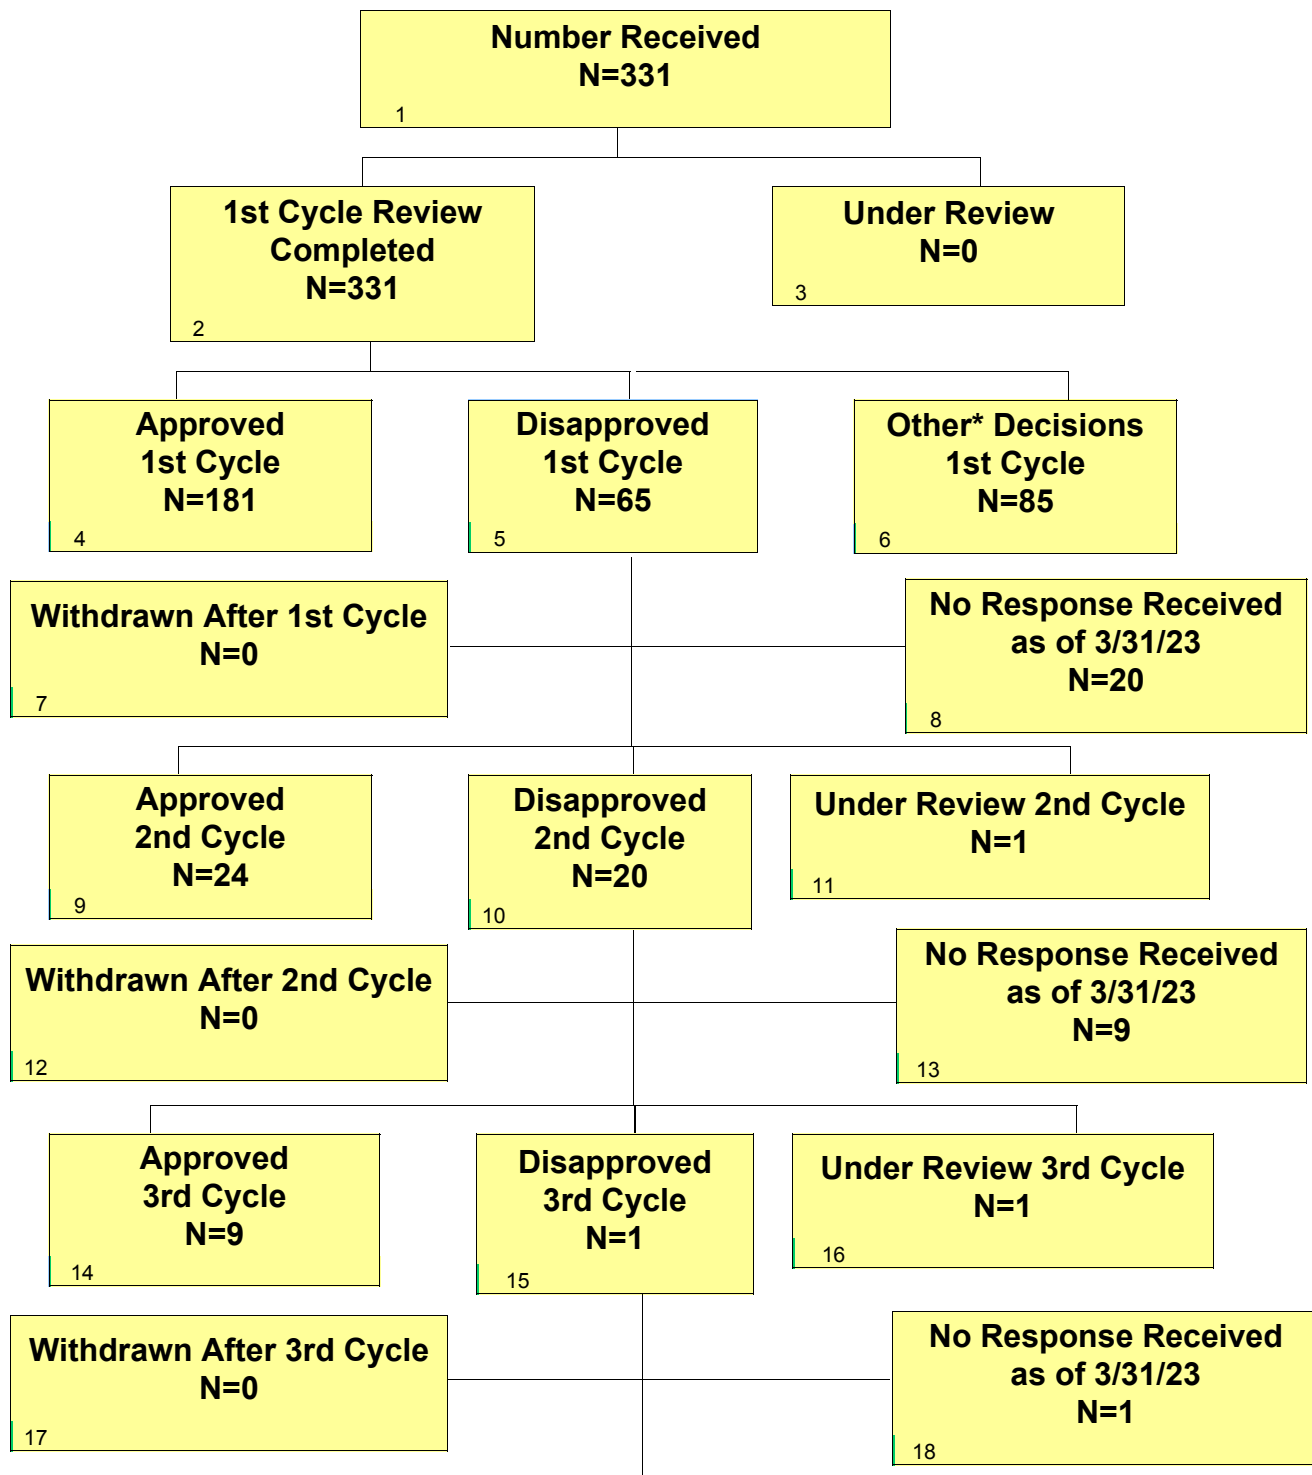 Number Received
N=331
1
1st Cycle Review
Completed
N=331
2
Under Review
N=0
3
Approved
1st Cycle
N=181
4
Disapproved
1st Cycle
N=65
5
Other* Decisions
1st Cycle
N=85
6
Withdrawn After 1st Cycle
N=0
7
No Response Received
as of 3/31/23
N=20
8
Approved
2nd Cycle
N=24
9
Disapproved
2nd Cycle
N=20
10
Under Review 2nd Cycle
N=1
11
Withdrawn After 2nd Cycle
N=0
12
No Response Received
as of 3/31/23
N=9
13
Approved
3rd Cycle
N=9
14
Disapproved
3rd Cycle
N=1
15
Under Review 3rd Cycle
N=1
16
Withdrawn After 3rd Cycle
N=0
17
No Response Received
as of 3/31/23
N=1
18